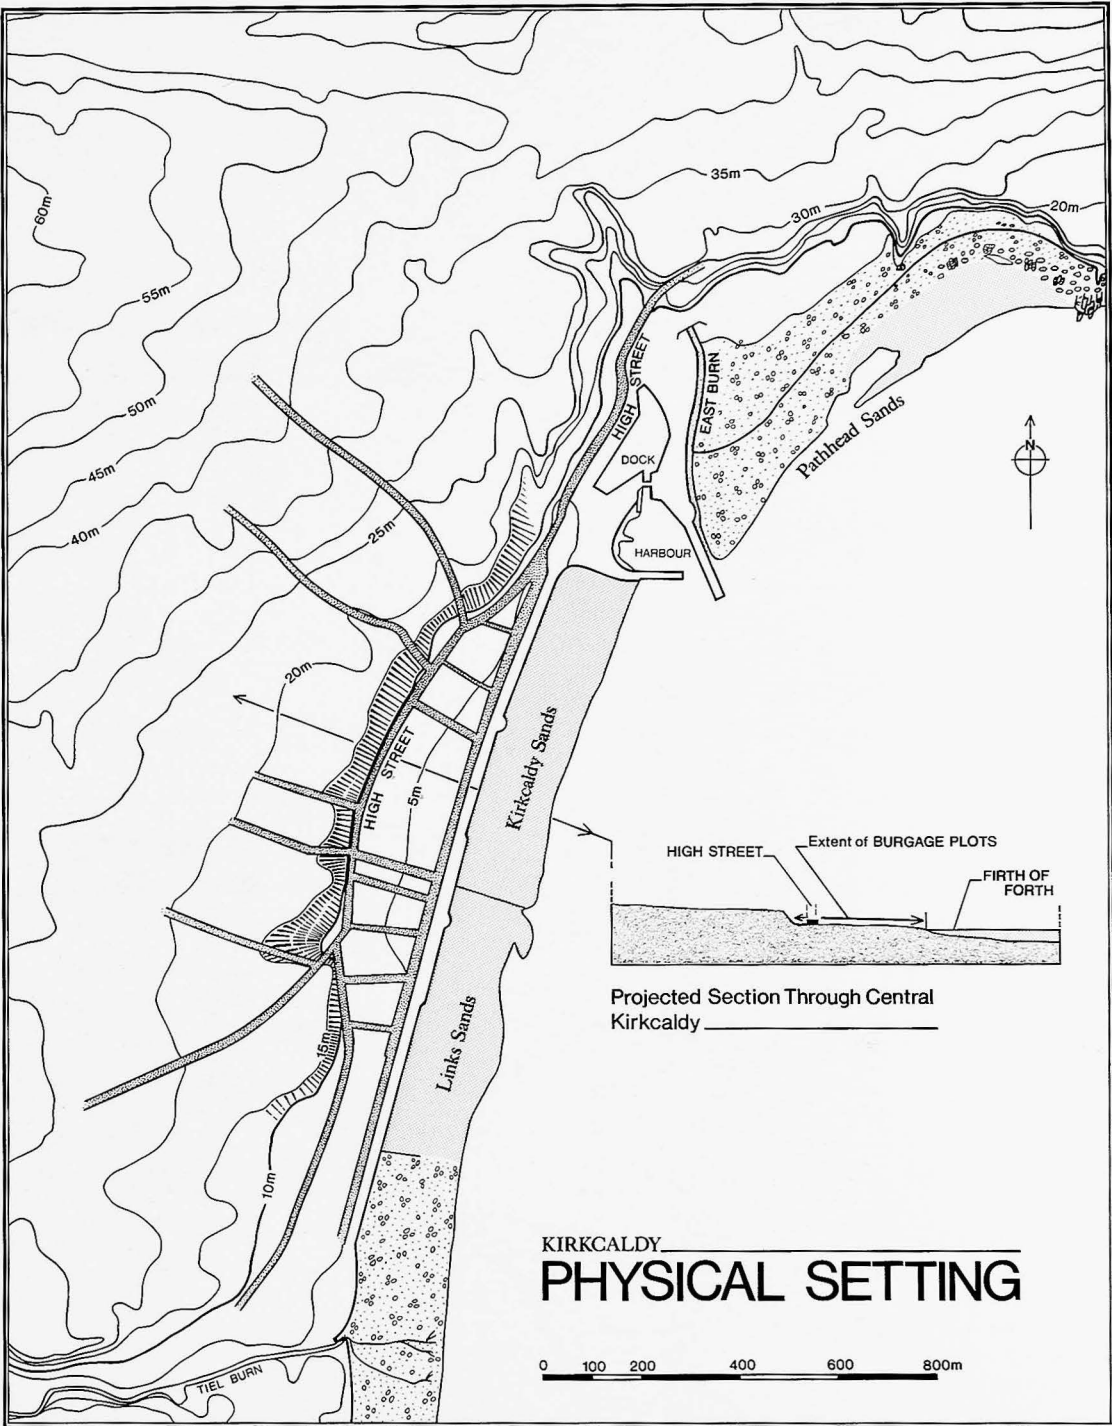 35m
30m
20m
60m
55m
50m
45m
40m
25m
HIGH STREET
EAST BURN
DOCK
HARBOUR
Pathhead Sands
N
20m
HIGH STREET
5m
Kirkcaldy Sands
HIGH STREET
Extent of BURGAGE PLOTS
FIRTH OF
FORTH
Projected Section Through Central
Kirkcaldy
Links Sands
15m
10m
TIEL BURN
KIRKCALDY
PHYSICAL SETTING
0 100 200 400 600 800m